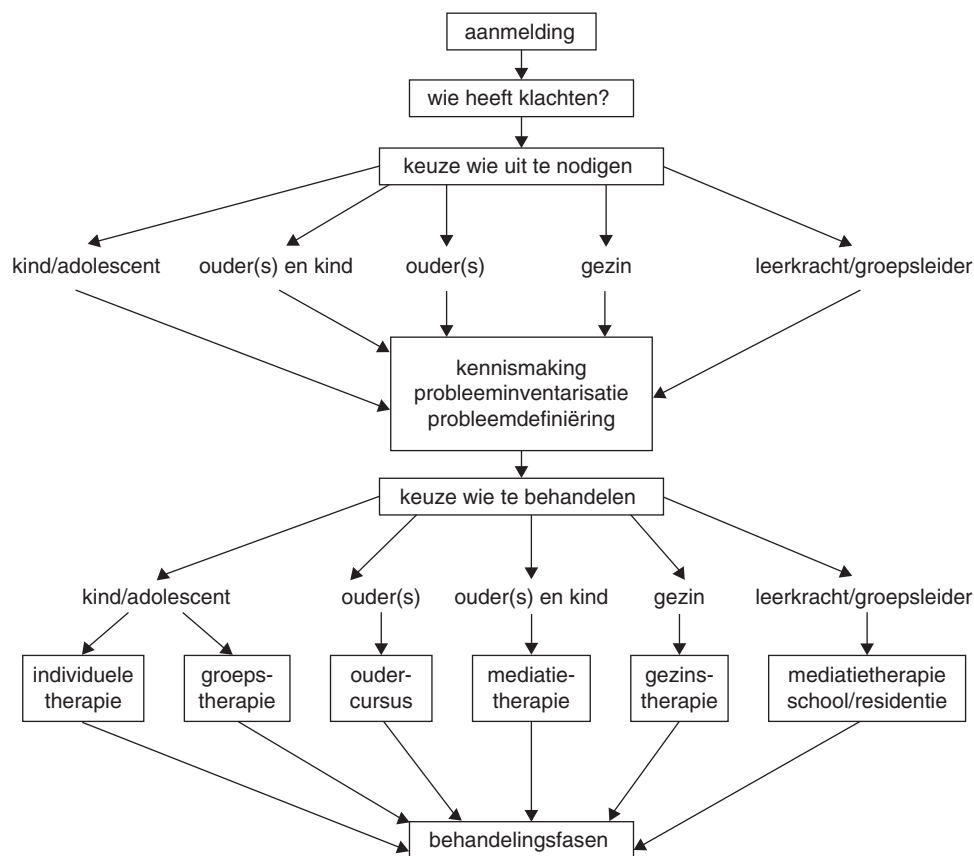 aanmelding
wie heeft klachten?
keuze wie uit te nodigen
kind/adolescent
ouder(s) en kind
ouder(s)
gezin
leerkracht/groepsleider
kennismaking
probleeminventarisatie
probleemdefiniëring
keuze wie te behandelen
kind/adolescent
ouder(s)
ouder(s) en kind
gezin
leerkracht/groepsleider
individuele
therapie
groeps-
therapie
ouder-
cursus
mediatie-
therapie
gezins-
therapie
mediatietherapie
school/residentie
behandelingsfasen